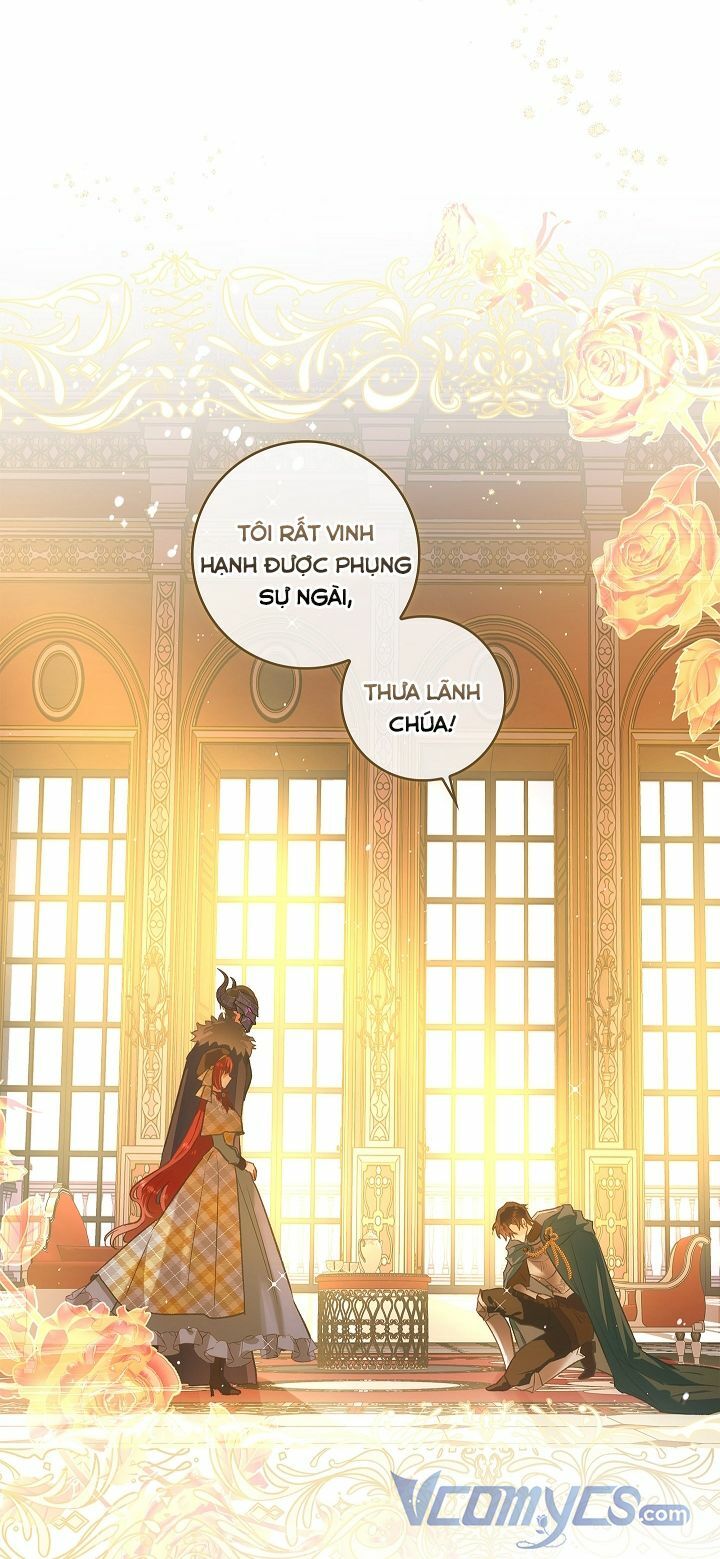 TÔI RẤT VINH
HẠNH ĐƯỢC PHỤNG
SỰ NGÀI,
THƯA LÃNH
CHÚA!
VCOMYCS.com